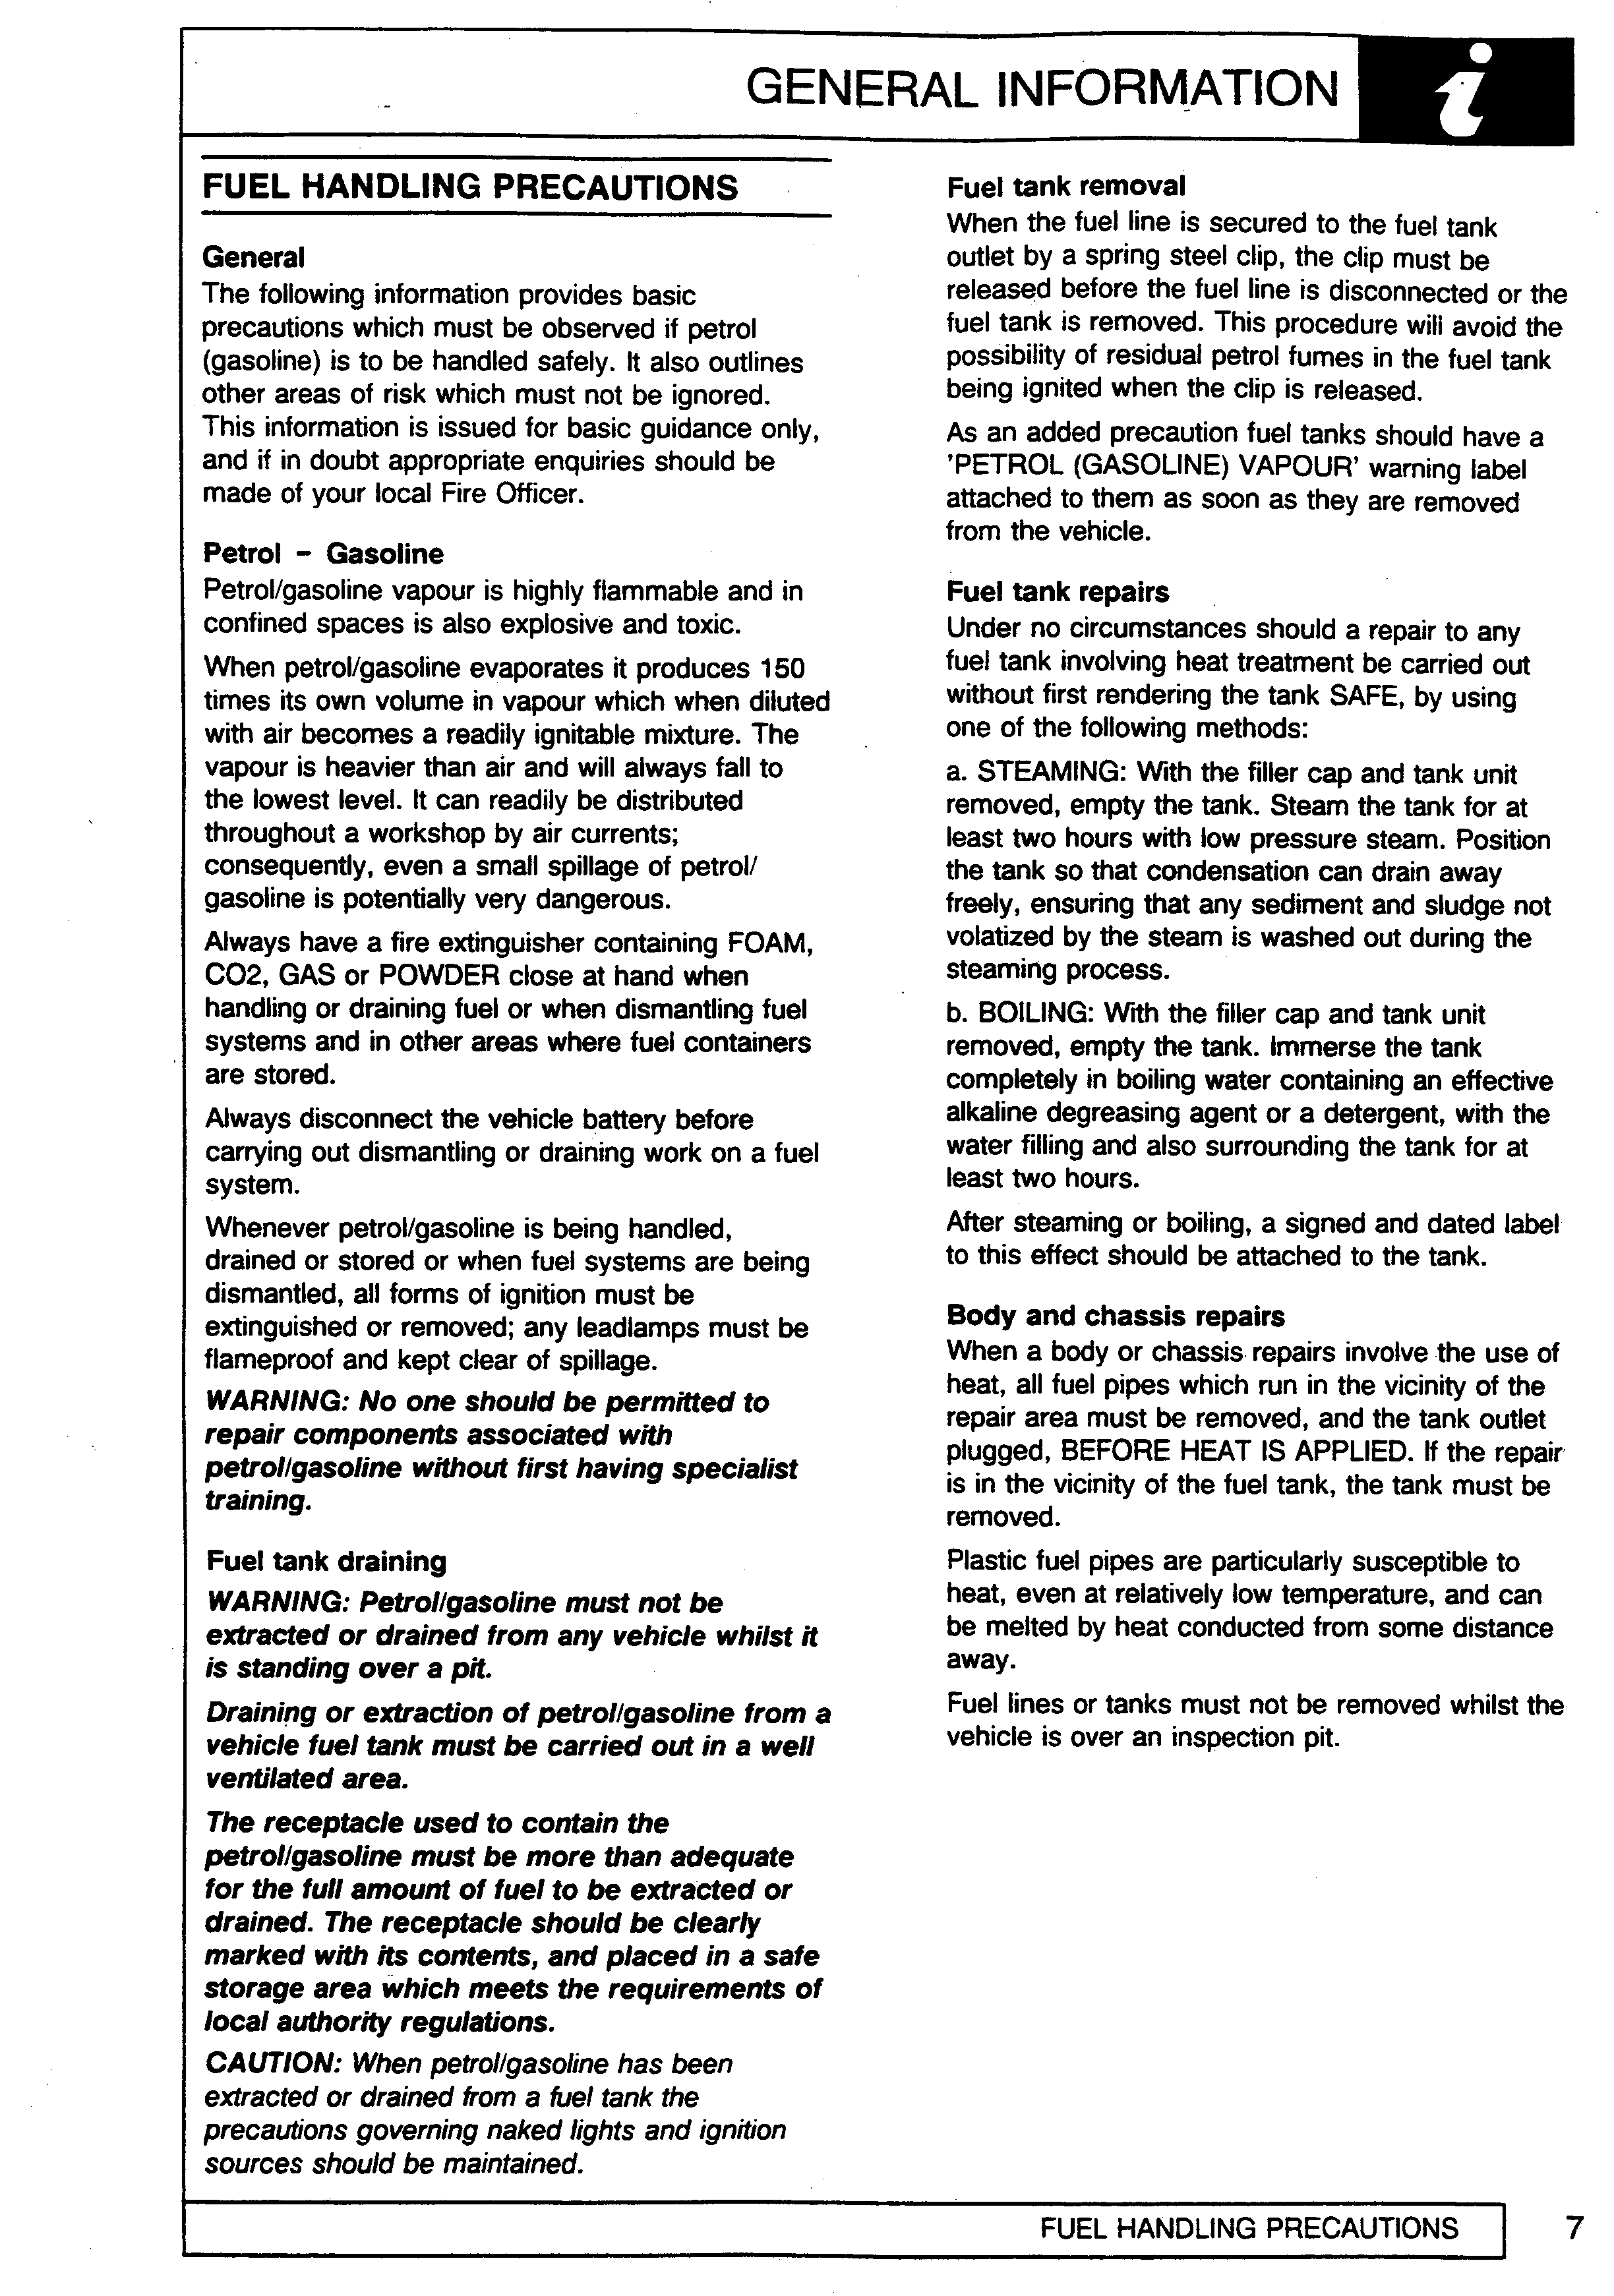 GENERAL INFORMATION
i
FUEL HANDLING PRECAUTIONS
General
The following information provides basic
precautions which must be observed if petrol
(gasoline) is to be handled safely. It also outlines
other areas of risk which must not be ignored.
This information is issued for basic guidance only,
and if in doubt appropriate enquiries should be
made of your local Fire Officer.
Petrol – Gasoline
Petrol/gasoline vapour is highly flammable and in
confined spaces is also explosive and toxic.
When petrol/gasoline evaporates it produces 150
times its own volume in vapour which when diluted
with air becomes a readily ignitable mixture. The
vapour is heavier than air and will always fall to
the lowest level. It can readily be distributed
throughout a workshop by air currents;
consequently, even a small spillage of petrol/
gasoline is potentially very dangerous.
Always have a fire extinguisher containing FOAM,
CO2, GAS or POWDER close at hand when
handling or draining fuel or when dismantling fuel
systems and in other areas where fuel containers
are stored.
Always disconnect the vehicle battery before
carrying out dismantling or draining work on a fuel
system.
Whenever petrol/gasoline is being handled,
drained or stored or when fuel systems are being
dismantled, all forms of ignition must be
extinguished or removed; any leadlamps must be
flameproof and kept clear of spillage.
WARNING: No one should be permitted to
repair components associated with
petrol/gasoline without first having specialist
training.
Fuel tank draining
WARNING: Petrol/gasoline must not be
extracted or drained from any vehicle whilst it
is standing over a pit.
Draining or extraction of petrol/gasoline from a
vehicle fuel tank must be carried out in a well
ventilated area.
The receptacle used to contain the
petrol/gasoline must be more than adequate
for the full amount of fuel to be extracted or
drained. The receptacle should be clearly
marked with its contents, and placed in a safe
storage area which meets the requirements of
local authority regulations.
CAUTION: When petrol/gasoline has been
extracted or drained from a fuel tank the
precautions governing naked lights and ignition
sources should be maintained.
Fuel tank removal
When the fuel line is secured to the fuel tank
outlet by a spring steel clip, the clip must be
released before the fuel line is disconnected or the
fuel tank is removed. This procedure will avoid the
possibility of residual petrol fumes in the fuel tank
being ignited when the clip is released.
As an added precaution fuel tanks should have a
'PETROL (GASOLINE) VAPOUR' warning label
attached to them as soon as they are removed
from the vehicle.
Fuel tank repairs
Under no circumstances should a repair to any
fuel tank involving heat treatment be carried out
without first rendering the tank SAFE, by using
one of the following methods:
a. STEAMING: With the filler cap and tank unit
removed, empty the tank. Steam the tank for at
least two hours with low pressure steam. Position
the tank so that condensation can drain away
freely, ensuring that any sediment and sludge not
volatized by the steam is washed out during the
steaming process.
b. BOILING: With the filler cap and tank unit
removed, empty the tank. Immerse the tank
completely in boiling water containing an effective
alkaline degreasing agent or a detergent, with the
water filling and also surrounding the tank for at
least two hours.
After steaming or boiling, a signed and dated label
to this effect should be attached to the tank.
Body and chassis repairs
When a body or chassis repairs involve the use of
heat, all fuel pipes which run in the vicinity of the
repair area must be removed, and the tank outlet
plugged, BEFORE HEAT IS APPLIED. If the repair
is in the vicinity of the fuel tank, the tank must be
removed.
Plastic fuel pipes are particularly susceptible to
heat, even at relatively low temperature, and can
be melted by heat conducted from some distance
away.
Fuel lines or tanks must not be removed whilst the
vehicle is over an inspection pit.
FUEL HANDLING PRECAUTIONS
7